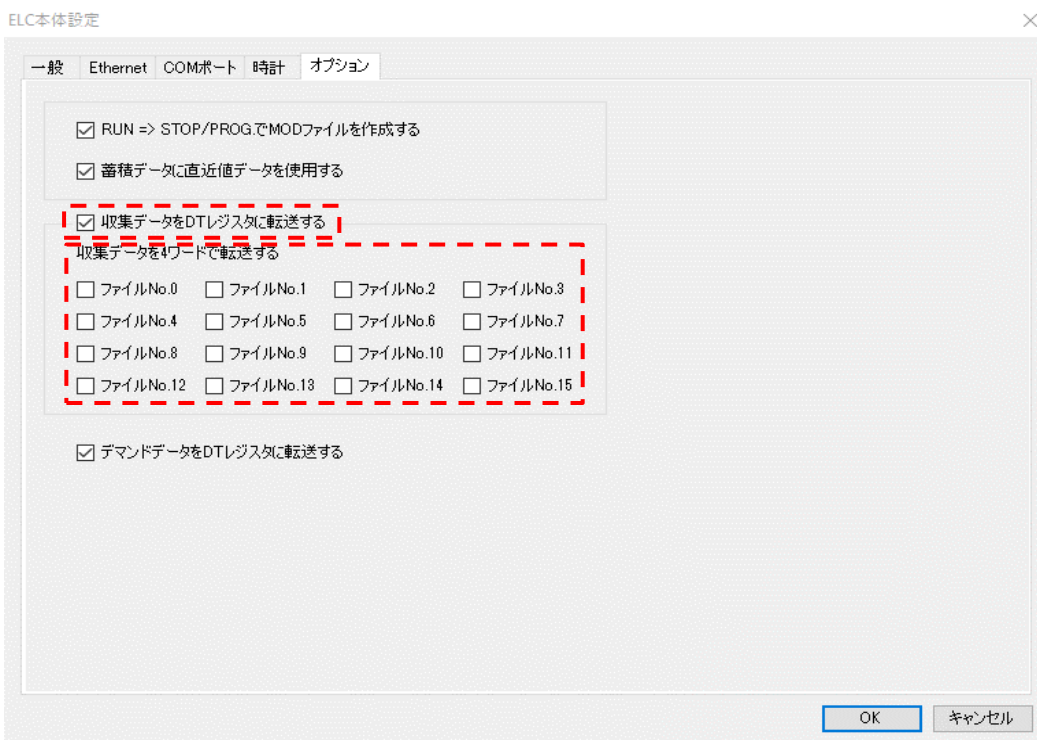 ELC本体設定
一般 Ethernet COMポート 時計 オプション
RUN => STOP/PROG.でMODファイルを作成する
蓄積データに直近値データを使用する
収集データをDTレジスタに転送する
収集データを4ワードで転送する
ファイルNo.0 ファイルNo.1 ファイルNo.2 ファイルNo.3
ファイルNo.4 ファイルNo.5 ファイルNo.6 ファイルNo.7
ファイルNo.8 ファイルNo.9 ファイルNo.10 ファイルNo.11
ファイルNo.12 ファイルNo.13 ファイルNo.14 ファイルNo.15
デマンドデータをDTレジスタに転送する
OK キャンセル